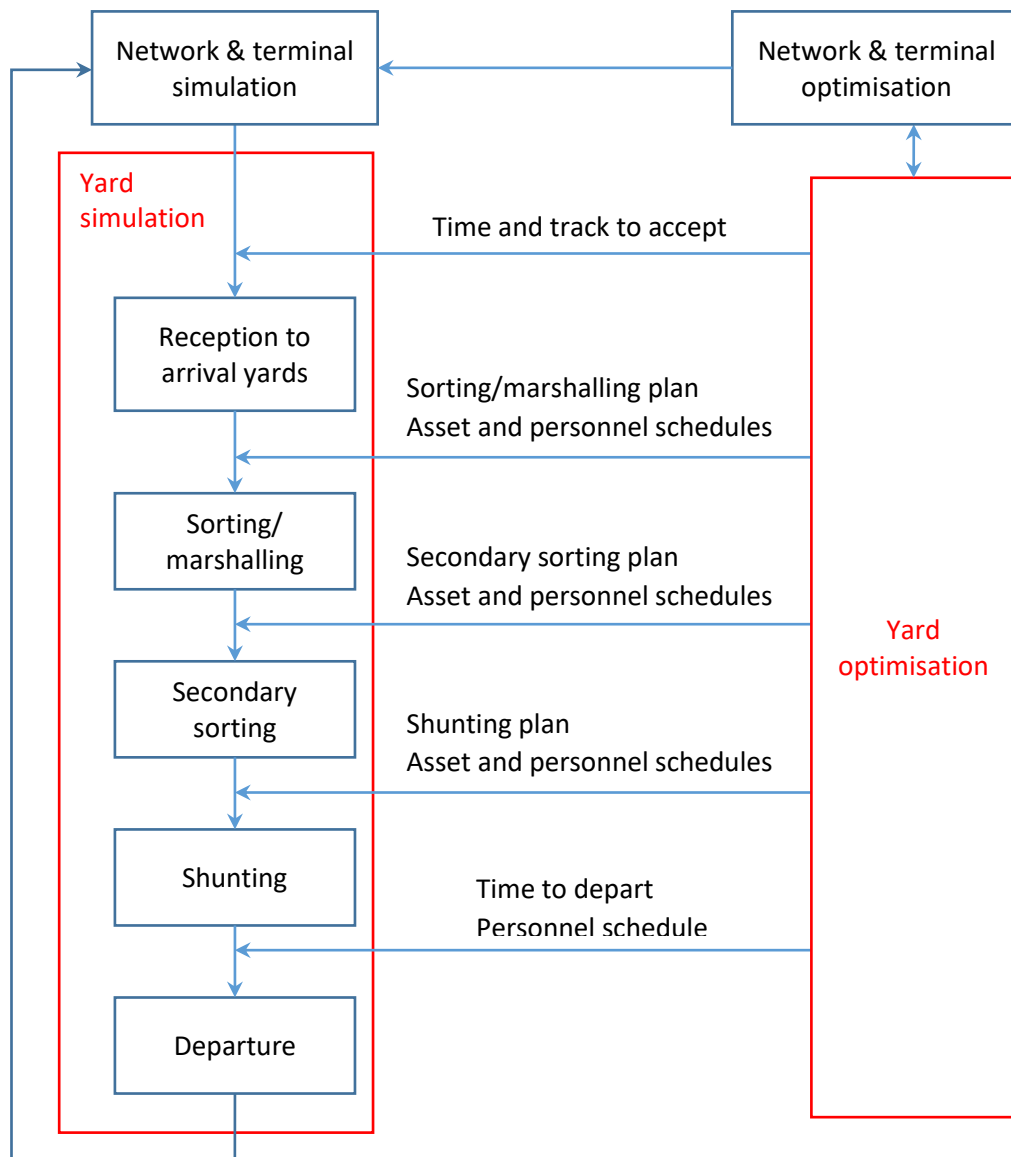 Network & terminal
simulation
Network & terminal
optimisation
Yard
simulation
Time and track to accept
Reception to
arrival yards
Sorting/marshalling plan
Asset and personnel schedules
Sorting/
marshalling
Secondary sorting plan
Asset and personnel schedules
Yard
optimisation
Secondary
sorting
Shunting plan
Asset and personnel schedules
Shunting
Time to depart
Personnel schedule
Departure